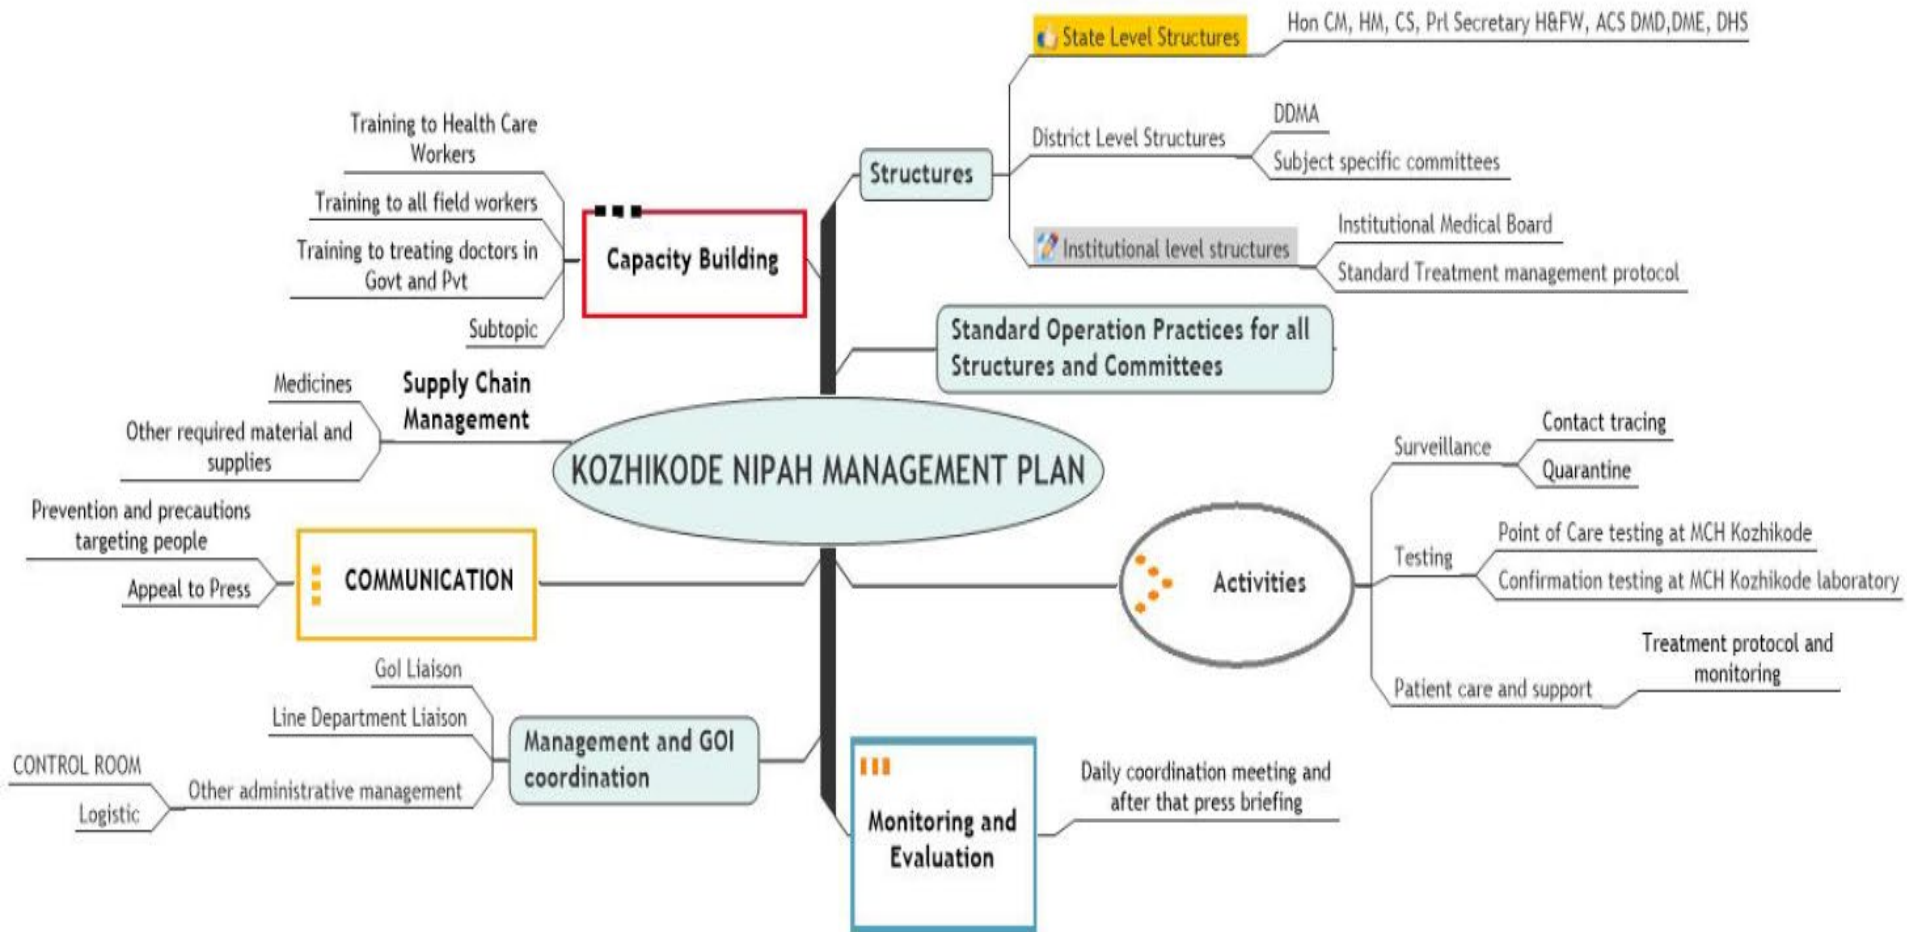 State Level Structures
Hon CM, HM, CS, Prl Secretary H&FW, ACS DMD,DME, DHS
District Level Structures
DDMA
Subject specific committees
Structures
Institutional level structures
Institutional Medical Board
Standard Treatment management protocol
Standard Operation Practices for all
Structures and Committees
Training to Health Care
Workers
Training to all field workers
Training to treating doctors in
Govt and Pvt
Subtopic
Capacity Building
Medicines
Other required material and
supplies
Supply Chain
Management
KOZHIKODE NIPAH MANAGEMENT PLAN
Prevention and precautions
targeting people
Appeal to Press
COMMUNICATION
Activities
Surveillance
Contact tracing
Quarantine
Testing
Point of Care testing at MCH Kozhikode
Confirmation testing at MCH Kozhikode laboratory
Patient care and support
Treatment protocol and
monitoring
GoI Liaison
Line Department Liaison
CONTROL ROOM
Logistic
Other administrative management
Management and GOI
coordination
Monitoring and
Evaluation
Daily coordination meeting and
after that press briefing